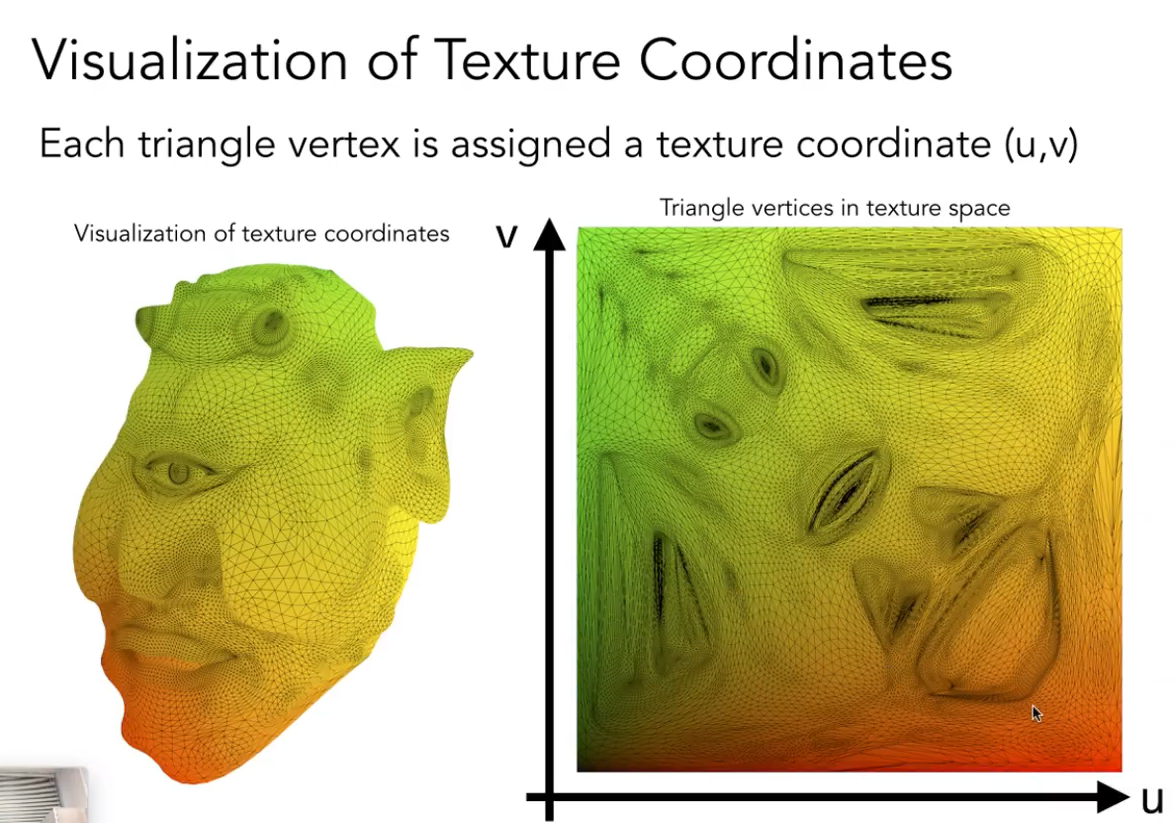 Visualization of Texture Coordinates
Each triangle vertex is assigned a texture coordinate (u,v)
Visualization of texture coordinates
Triangle vertices in texture space
v
u